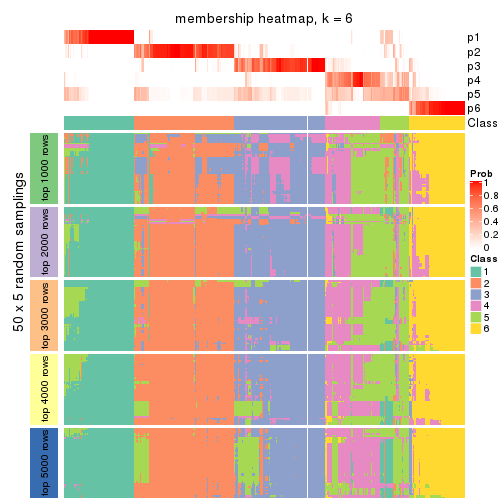 membership heatmap, k = 6
p1
p2
p3
p4
p5
p6
Class
50 x 5 random samplings
top 1000 rows
top 2000 rows
top 3000 rows
top 4000 rows
top 5000 rows
Prob
1
0.8
0.6
0.4
0.2
0
Class
1
2
3
4
5
6